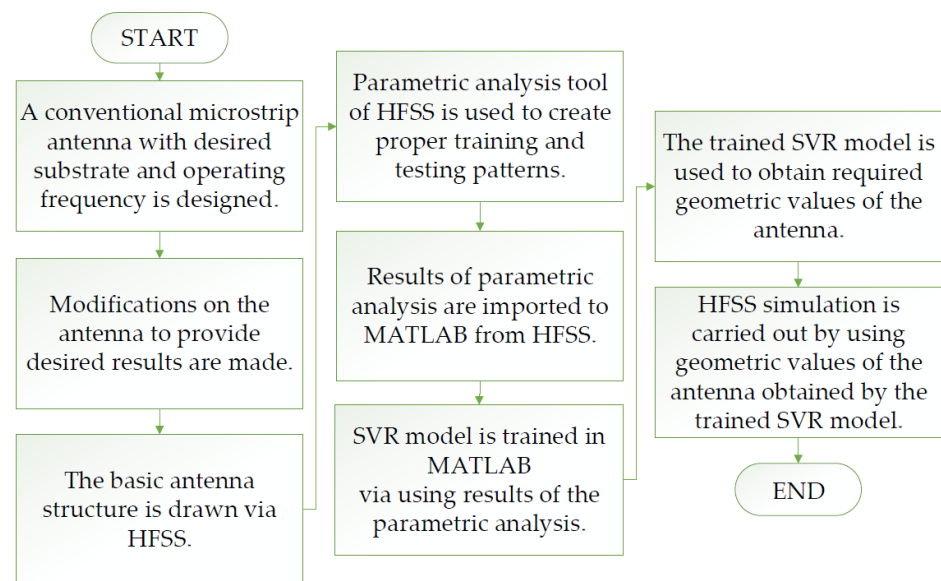 START
A conventional microstrip
antenna with desired
substrate and operating
frequency is designed.
Modifications on the
antenna to provide
desired results are made.
The basic antenna
structure is drawn via
HFSS.
Parametric analysis tool
of HFSS is used to create
proper training and
testing patterns.
Results of parametric
analysis are imported to
MATLAB from HFSS.
SVR model is trained in
MATLAB
via using results of the
parametric analysis.
The trained SVR model is
used to obtain required
geometric values of the
antenna.
HFSS simulation is
carried out by using
geometric values of the
antenna obtained by the
trained SVR model.
END